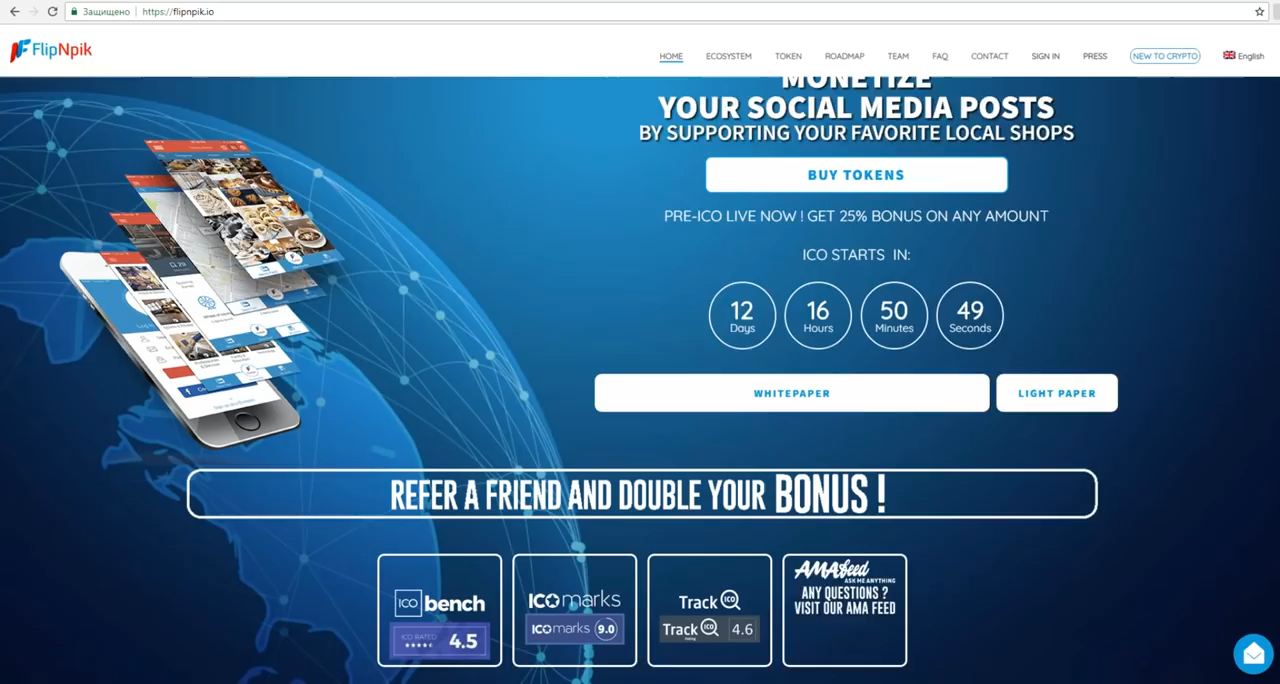 Защищено
https://flipnpik.io
FlipNpik
HOME
ECOSYSTEM
TOKEN
ROADMAP
TEAM
FAQ
CONTACT
SIGN IN
PRESS
NEW TO CRYPTO
English
MONETIZE
YOUR SOCIAL MEDIA POSTS
BY SUPPORTING YOUR FAVORITE LOCAL SHOPS
BUY TOKENS
PRE-ICO LIVE NOW ! GET 25% BONUS ON ANY AMOUNT
ICO STARTS IN:
12
Days
16
Hours
50
Minutes
49
Seconds
WHITEPAPER
LIGHT PAPER
REFER A FRIEND AND DOUBLE YOUR BONUS !
ICO bench
ICO RATED
4.5
ICOmarks
ICOmarks 9.0
Track ICO
Track ICO 4.6
AMAfeed
ASK ME ANYTHING
ANY QUESTIONS ?
VISIT OUR AMA FEED